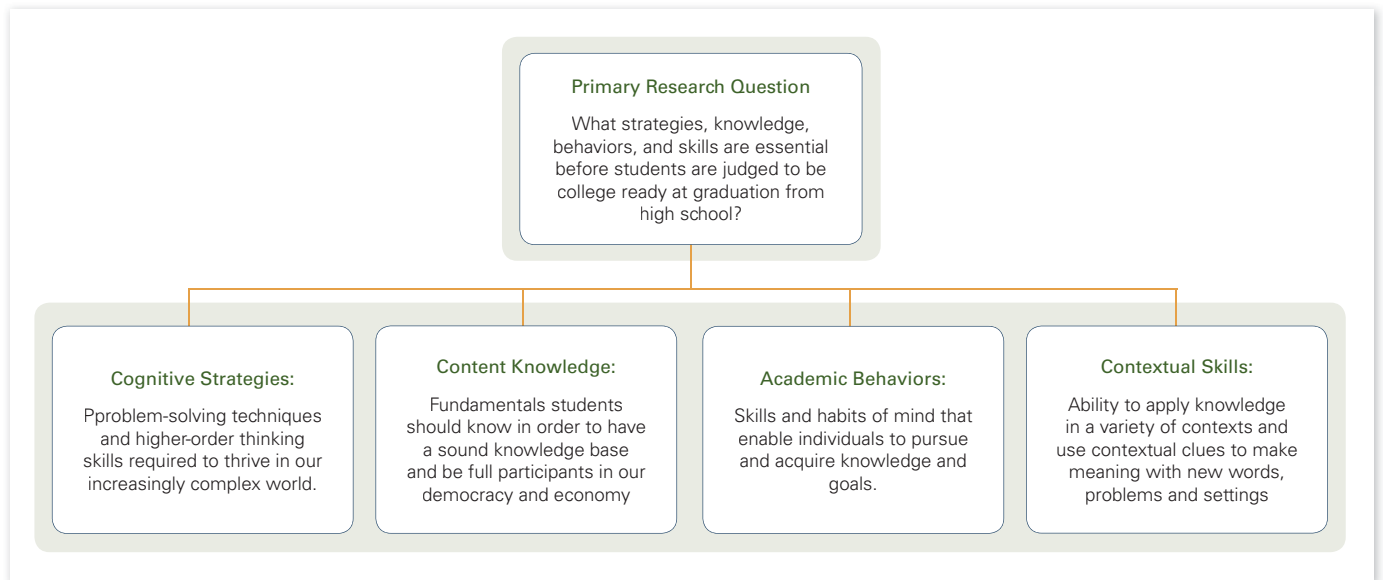 Primary Research Question
What strategies, knowledge,
behaviors, and skills are essential
before students are judged to be
college ready at graduation from
high school?
Cognitive Strategies:
Pproblem-solving techniques
and higher-order thinking
skills required to thrive in our
increasingly complex world.
Content Knowledge:
Fundamentals students
should know in order to have
a sound knowledge base
and be full participants in our
democracy and economy
Academic Behaviors:
Skills and habits of mind that
enable individuals to pursue
and acquire knowledge and
goals.
Contextual Skills:
Ability to apply knowledge
in a variety of contexts and
use contextual clues to make
meaning with new words,
problems and settings